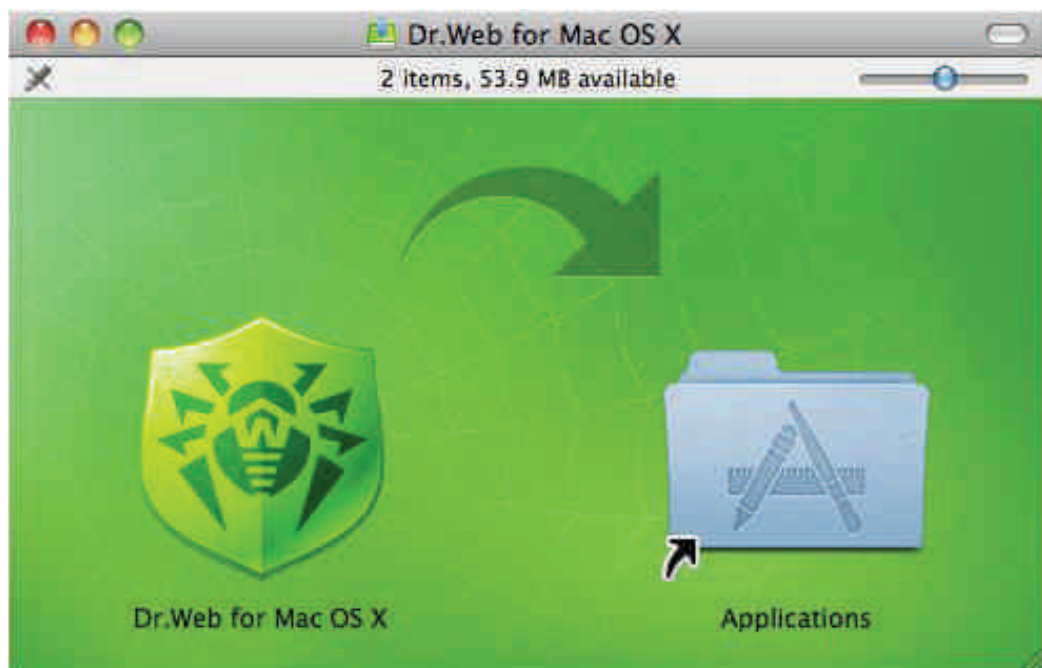 Dr.Web for Mac OS X
2 items, 53.9 MB available
W
Dr.Web for Mac OS X
Applications